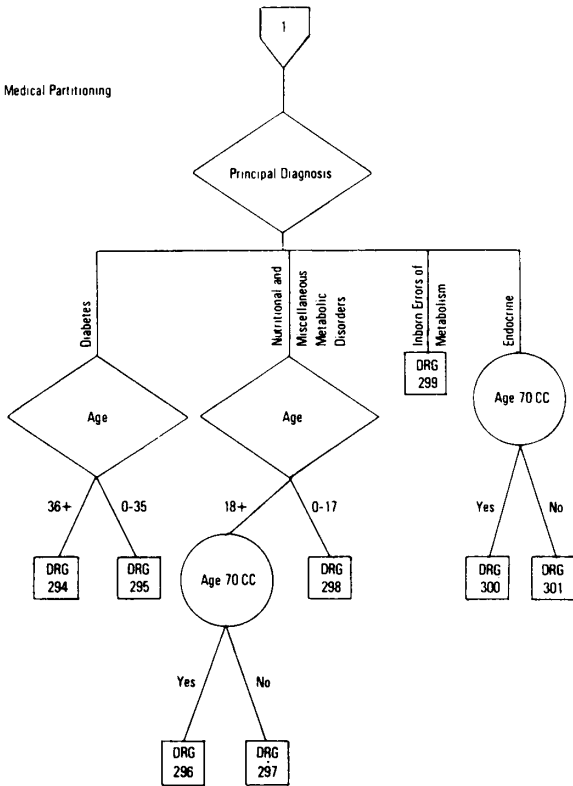 1
Medical Partitioning
Principal Diagnosis
Diabetes
Nutritional and
Miscellaneous
Metabolic
Disorders
Inborn Errors of
Metabolism
Endocrine
DRG
299
Age
Age
Age 70 CC
36+
0-35
18+
0-17
Yes
No
DRG
294
DRG
295
Age 70 CC
DRG
298
DRG
300
DRG
301
Yes
No
DRG
296
DRG
297